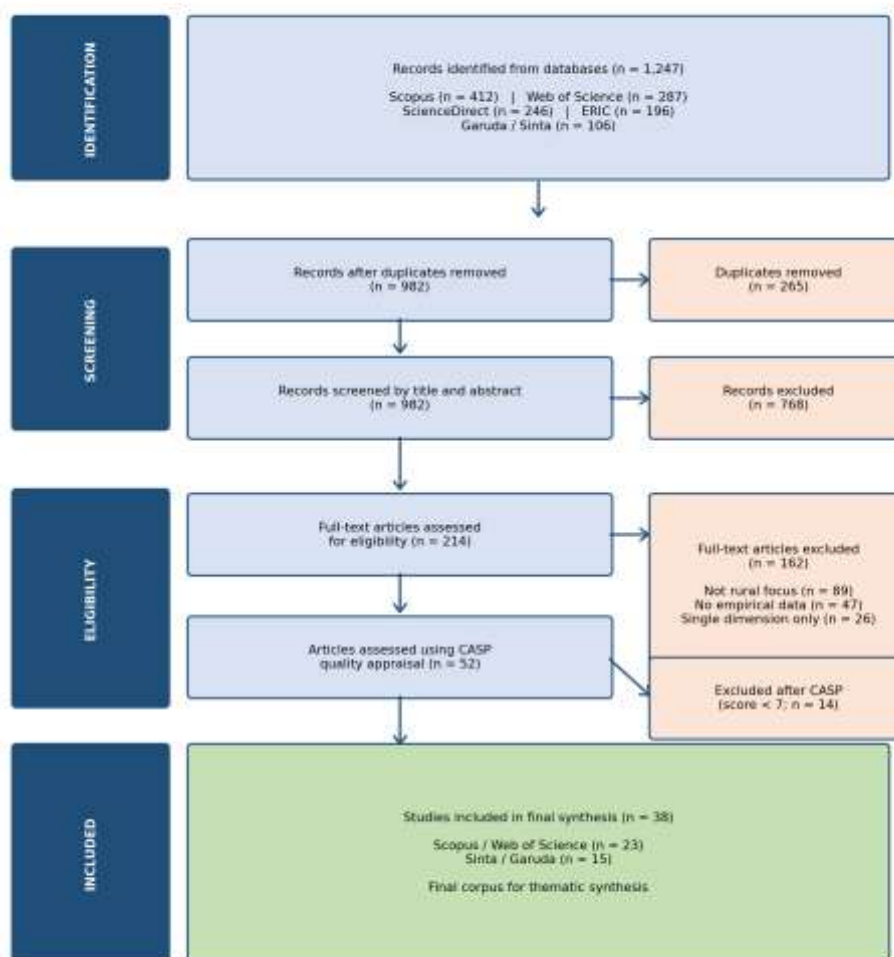 IDENTIFICATION
Records identified from databases (n = 1,247)
Scopus (n = 412) | Web of Science (n = 287)
ScienceDirect (n = 246) | ERIC (n = 196)
Garuda / Sinta (n = 106)
SCREENING
Records after duplicates removed
(n = 982)
Duplicates removed
(n = 265)
Records screened by title and abstract
(n = 982)
Records excluded
(n = 768)
ELIGIBILITY
Full-text articles assessed
for eligibility (n = 214)
Full-text articles excluded
(n = 162)
Not rural focus (n = 89)
No empirical data (n = 47)
Single dimension only (n = 26)
Articles assessed using CASP
quality appraisal (n = 52)
Excluded after CASP
(score < 7; n = 14)
INCLUDED
Studies included in final synthesis (n = 38)
Scopus / Web of Science (n = 23)
Sinta / Garuda (n = 15)
Final corpus for thematic synthesis